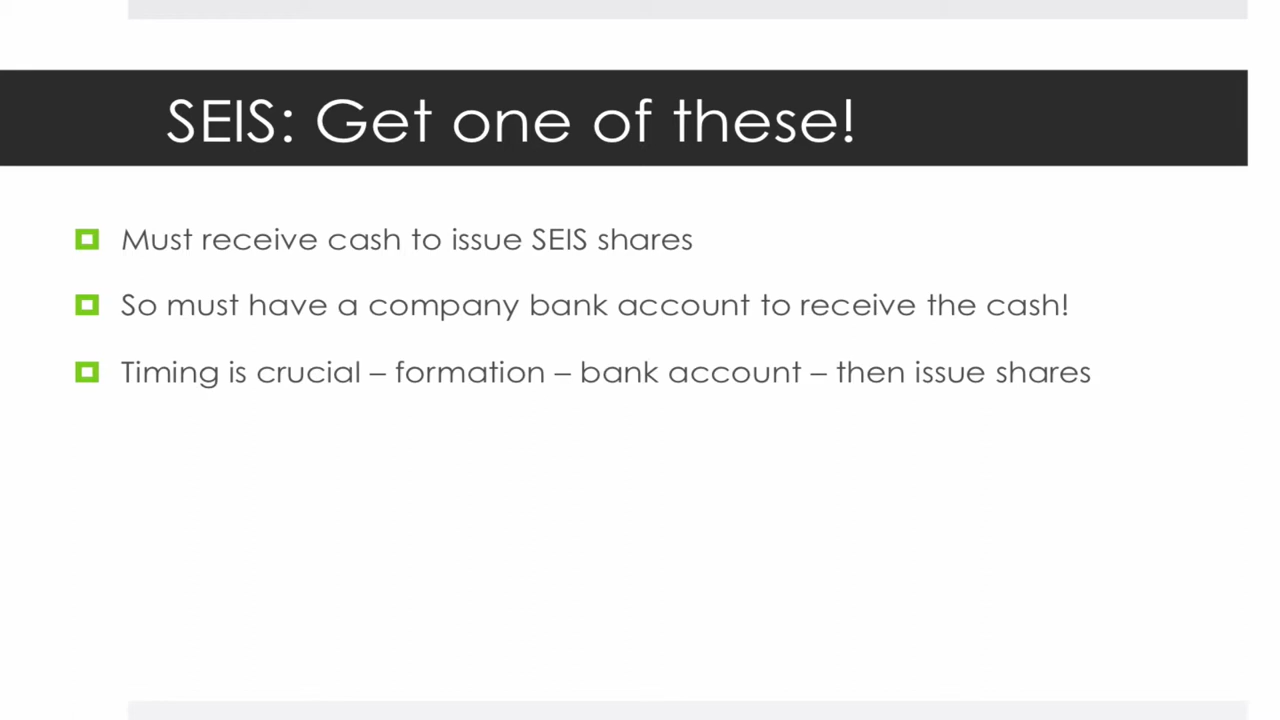 SEIS: Get one of these!
Must receive cash to issue SEIS shares
So must have a company bank account to receive the cash!
Timing is crucial – formation – bank account – then issue shares